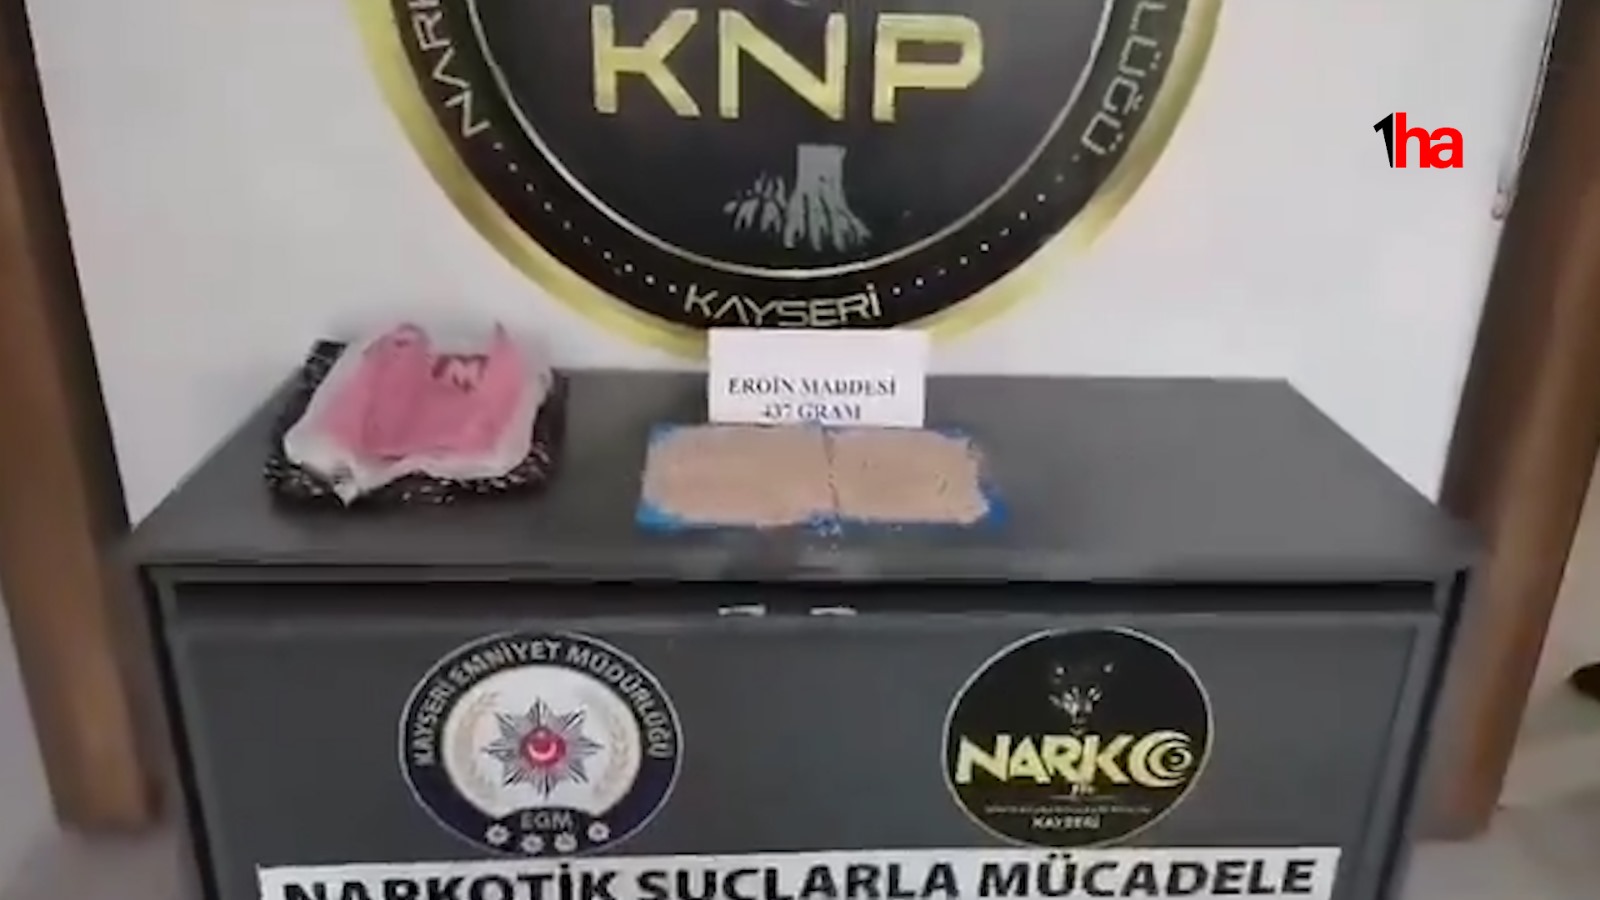 KNP
KAYSERİ
1ha
EROİN MADDESİ
437 GRAM
KAYSERİ EMNİYET MÜDÜRLÜĞÜ
EGM
NARKO
KAYSERİ
NARKOTİK SUÇLARLA MÜCADELE